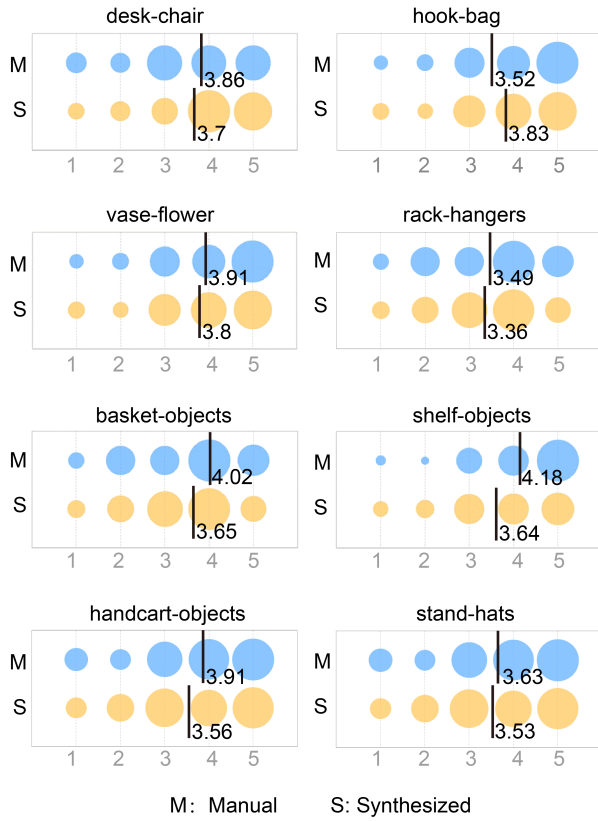 desk-chair
M 3.86
S 3.7
1 2 3 4 5
hook-bag
M 3.52
S 3.83
1 2 3 4 5
vase-flower
M 3.91
S 3.8
1 2 3 4 5
rack-hangers
M 3.49
S 3.36
1 2 3 4 5
basket-objects
M 4.02
S 3.65
1 2 3 4 5
shelf-objects
M 4.18
S 3.64
1 2 3 4 5
handcart-objects
M 3.91
S 3.56
1 2 3 4 5
stand-hats
M 3.63
S 3.53
1 2 3 4 5
M: Manual S: Synthesized